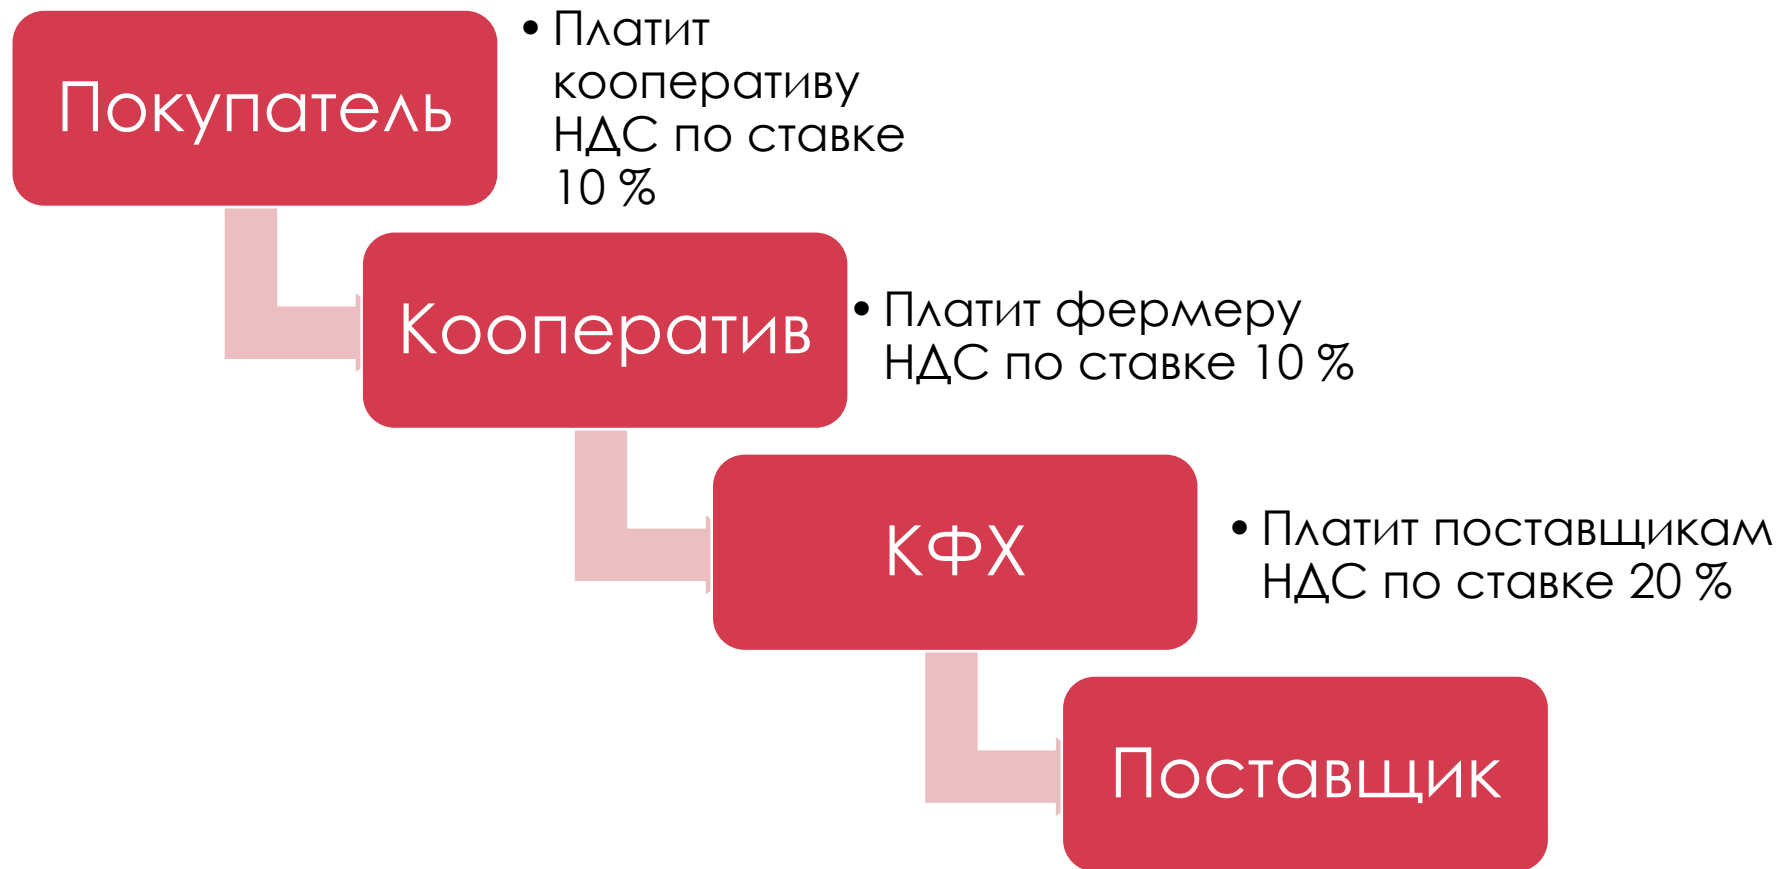 Покупатель
• Платит
кооперативу
НДС по ставке
10 %
Кооператив
• Платит фермеру
НДС по ставке 10 %
КФХ
• Платит поставщикам
НДС по ставке 20 %
Поставщик